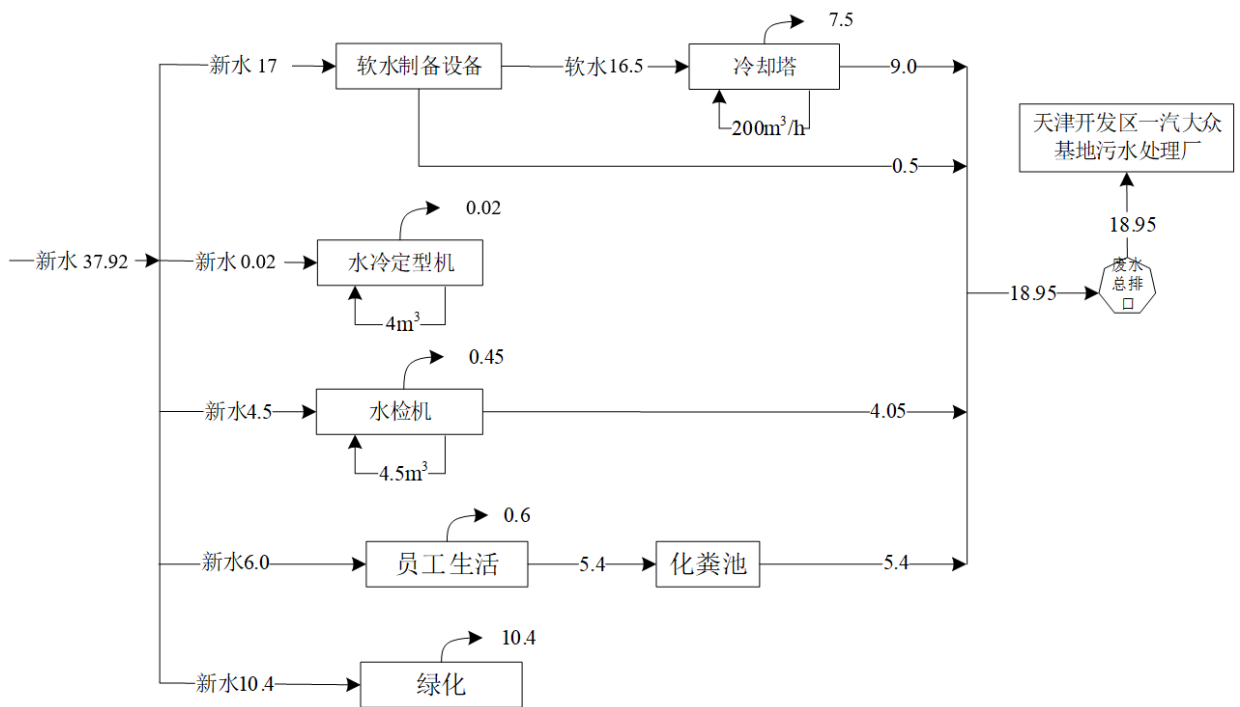 7.5
新水 17
软水制备设备
软水16.5
冷却塔
9.0
200m³/h
天津开发区一汽大众
基地污水处理厂
0.5
0.02
18.95
新水 37.92
新水 0.02
水冷定型机
废水
总排
口
18.95
4m³
0.45
新水4.5
水检机
4.05
4.5m³
0.6
新水6.0
员工生活
5.4
化粪池
5.4
10.4
新水10.4
绿化